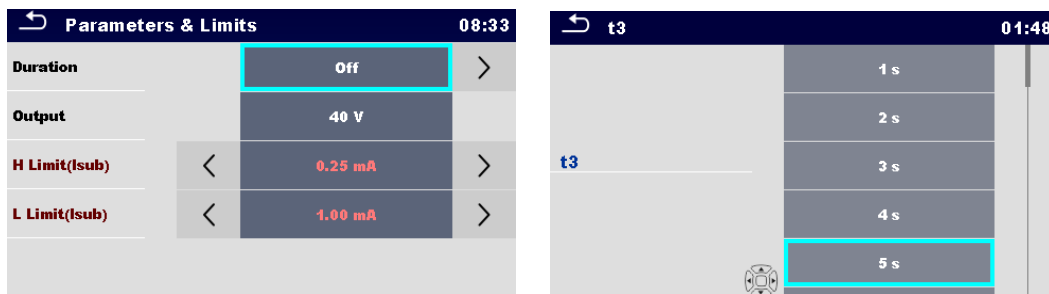 Parameters & Limits 08:33
Duration Off
Output 40 V
H Limit(Isub) 0.25 mA
L Limit(Isub) 1.00 mA
t3 01:48
1 s
2 s
t3 3 s
4 s
5 s